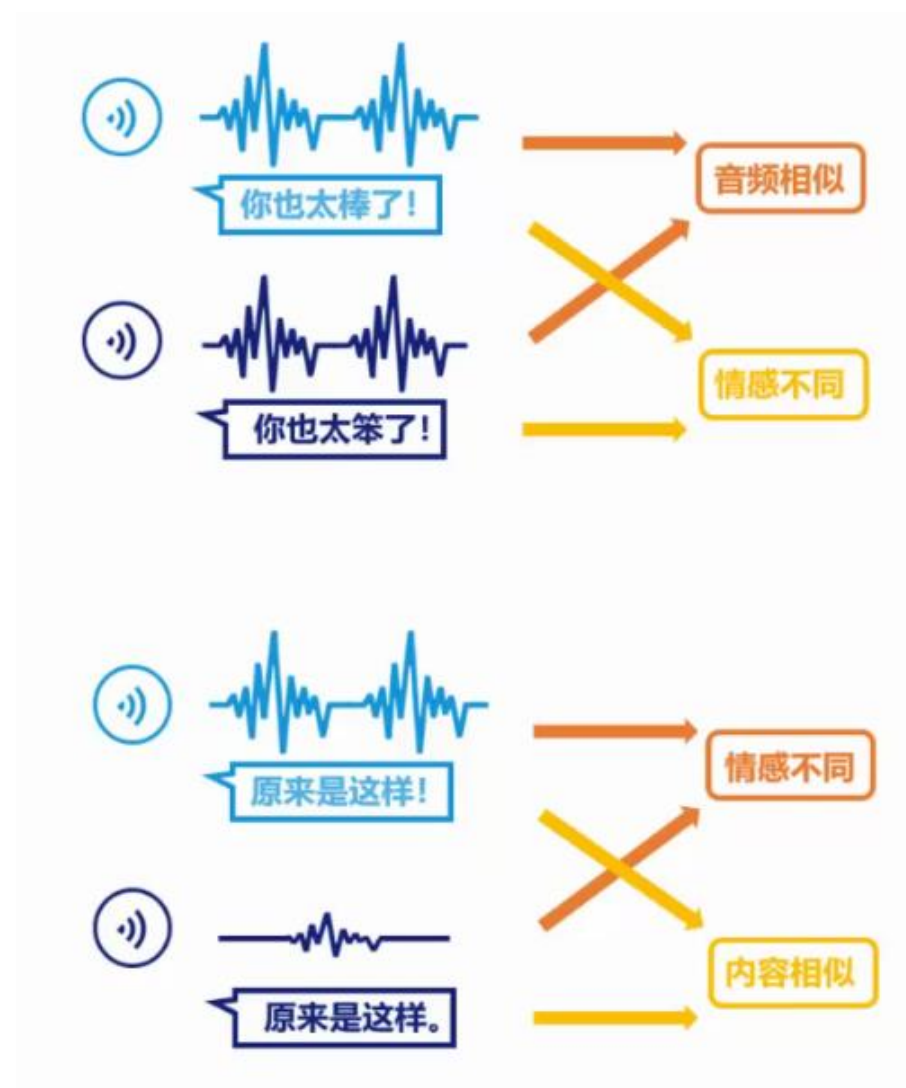 你也太棒了！
音频相似
你也太笨了！
情感不同
原来是这样！
情感不同
原来是这样。
内容相似